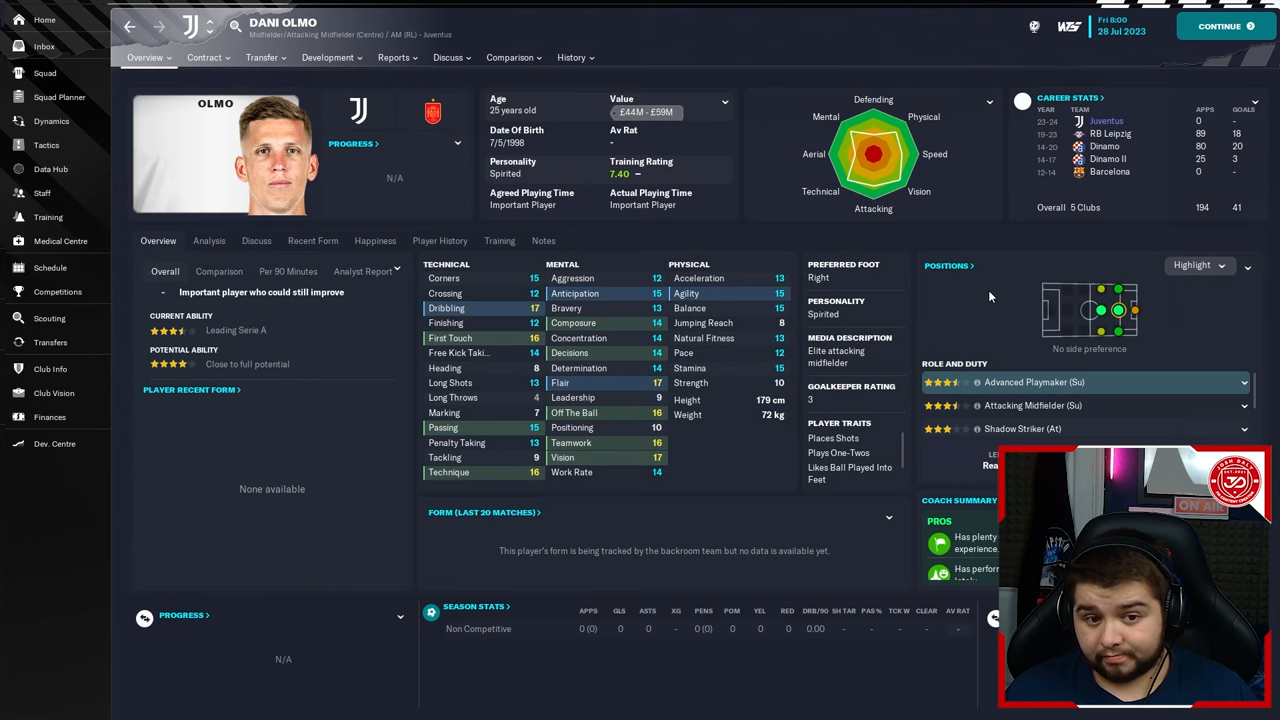 Home
Inbox
Squad
Squad Planner
Dynamics
Tactics
Data Hub
Staff
Training
Medical Centre
Schedule
Competitions
Scouting
Transfers
Club Info
Club Vision
Finances
Dev. Centre
DANI OLMO
Midfielder/Attacking Midfielder (Centre) / AM (RL) - Juventus
Fri 8:00
28 Jul 2023
CONTINUE
Overview Contract Transfer Development Reports Discuss Comparison History
OLMO
PROGRESS >
N/A
Age
25 years old
Value
£44M - £59M
Date Of Birth
7/5/1998
Av Rat
-
Personality
Spirited
Training Rating
7.40 –
Agreed Playing Time
Important Player
Actual Playing Time
Important Player
Defending
Mental
Physical
Aerial
Speed
Technical
Vision
Attacking
CAREER STATS >
YEAR TEAM APPS GOALS
23-24 Juventus 0 -
19-23 RB Leipzig 89 18
14-20 Dinamo 80 20
14-17 Dinamo II 25 3
12-14 Barcelona 0 -
Overall 5 Clubs 194 41
Overview Analysis Discuss Recent Form Happiness Player History Training Notes
Overall Comparison Per 90 Minutes Analyst Report
- Important player who could still improve
CURRENT ABILITY
Leading Serie A
POTENTIAL ABILITY
Close to full potential
PLAYER RECENT FORM >
None available
TECHNICAL
Corners 15
Crossing 12
Dribbling 17
Finishing 12
First Touch 16
Free Kick Taki... 14
Heading 8
Long Shots 13
Long Throws 4
Marking 7
Passing 15
Penalty Taking 13
Tackling 9
Technique 16
MENTAL
Aggression 12
Anticipation 15
Bravery 13
Composure 14
Concentration 14
Decisions 14
Determination 14
Flair 17
Leadership 9
Off The Ball 16
Positioning 10
Teamwork 16
Vision 17
Work Rate 14
PHYSICAL
Acceleration 13
Agility 15
Balance 15
Jumping Reach 8
Natural Fitness 13
Pace 12
Stamina 15
Strength 10
Height 179 cm
Weight 72 kg
PREFERRED FOOT
Right
PERSONALITY
Spirited
MEDIA DESCRIPTION
Elite attacking
midfielder
GOALKEEPER RATING
3
PLAYER TRAITS
Places Shots
Plays One-Twos
Likes Ball Played Into
Feet
POSITIONS >
Highlight
No side preference
ROLE AND DUTY
Advanced Playmaker (Su)
Attacking Midfielder (Su)
Shadow Striker (At)
COACH SUMMARY
PROS
Has plenty
experience.
Has perform
lately
FORM (LAST 20 MATCHES) >
This player's form is being tracked by the backroom team but no data is available yet.
PROGRESS >
N/A
SEASON STATS >
APPS GLS ASTS XG PENS POM YEL RED DRB/90 SH TAR PAS % TCK W CLEAR AV RAT
Non Competitive 0 (0) 0 0 - 0 (0) 0 0 0 0.00 - - - - -
JOSH DALY
JD
ON AIR